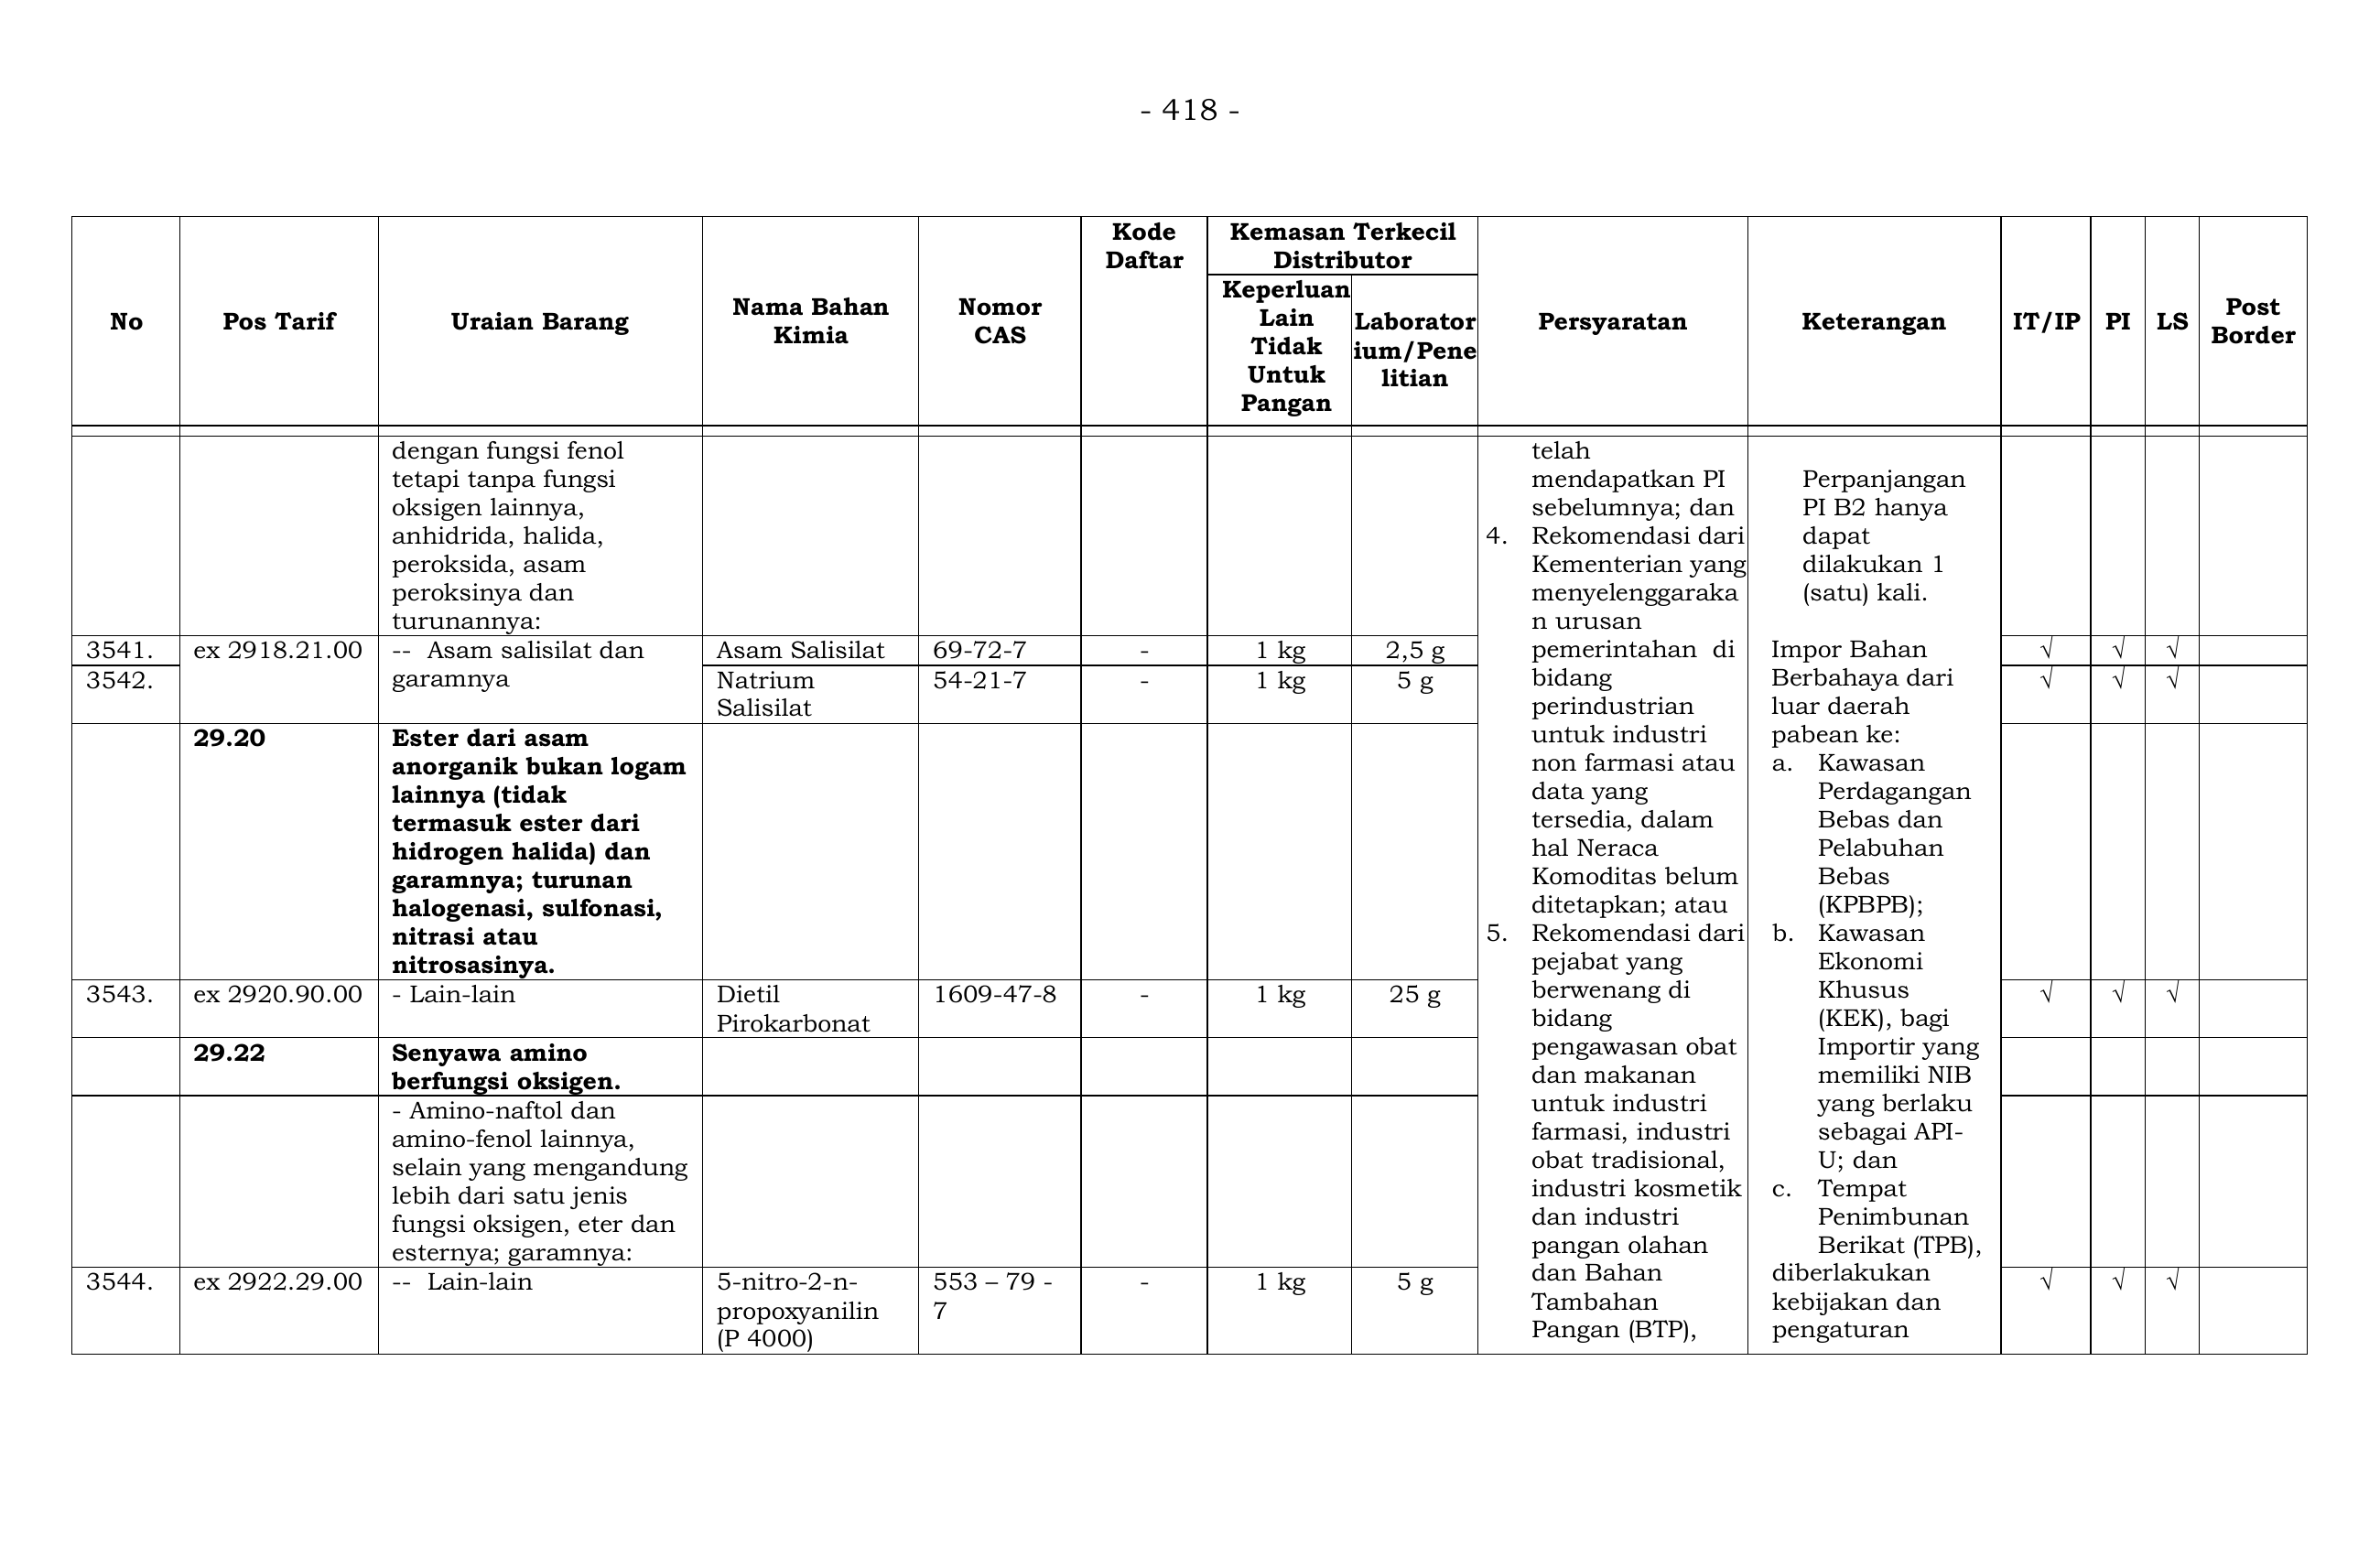 - 418 -
No
Pos Tarif
Uraian Barang
Nama Bahan
Kimia
Nomor
CAS
Kode
Daftar
Kemasan Terkecil
Distributor
Keperluan
Lain
Tidak
Untuk
Pangan
Laborator
ium/Pene
litian
Persyaratan
Keterangan
IT/IP
PI
LS
Post
Border
dengan fungsi fenol
tetapi tanpa fungsi
oksigen lainnya,
anhidrida, halida,
peroksida, asam
peroksinya dan
turunannya:
3541.
ex 2918.21.00
-- Asam salisilat dan
garamnya
Asam Salisilat
69-72-7
-
1 kg
2,5 g
√
√
√
3542.
Natrium
Salisilat
54-21-7
-
1 kg
5 g
√
√
√
29.20
Ester dari asam
anorganik bukan logam
lainnya (tidak
termasuk ester dari
hidrogen halida) dan
garamnya; turunan
halogenasi, sulfonasi,
nitrasi atau
nitrosasinya.
3543.
ex 2920.90.00
- Lain-lain
Dietil
Pirokarbonat
1609-47-8
-
1 kg
25 g
√
√
√
29.22
Senyawa amino
berfungsi oksigen.
- Amino-naftol dan
amino-fenol lainnya,
selain yang mengandung
lebih dari satu jenis
fungsi oksigen, eter dan
esternya; garamnya:
3544.
ex 2922.29.00
-- Lain-lain
5-nitro-2-n-
propoxyanilin
(P 4000)
553 – 79 -
7
-
1 kg
5 g
√
√
√
telah
mendapatkan PI
sebelumnya; dan
4. Rekomendasi dari
Kementerian yang
menyelenggaraka
n urusan
pemerintahan di
bidang
perindustrian
untuk industri
non farmasi atau
data yang
tersedia, dalam
hal Neraca
Komoditas belum
ditetapkan; atau
5. Rekomendasi dari
pejabat yang
berwenang di
bidang
pengawasan obat
dan makanan
untuk industri
farmasi, industri
obat tradisional,
industri kosmetik
dan industri
pangan olahan
dan Bahan
Tambahan
Pangan (BTP),
Perpanjangan
PI B2 hanya
dapat
dilakukan 1
(satu) kali.
Impor Bahan
Berbahaya dari
luar daerah
pabean ke:
a. Kawasan
Perdagangan
Bebas dan
Pelabuhan
Bebas
(KPBPB);
b. Kawasan
Ekonomi
Khusus
(KEK), bagi
Importir yang
memiliki NIB
yang berlaku
sebagai API-
U; dan
c. Tempat
Penimbunan
Berikat (TPB),
diberlakukan
kebijakan dan
pengaturan